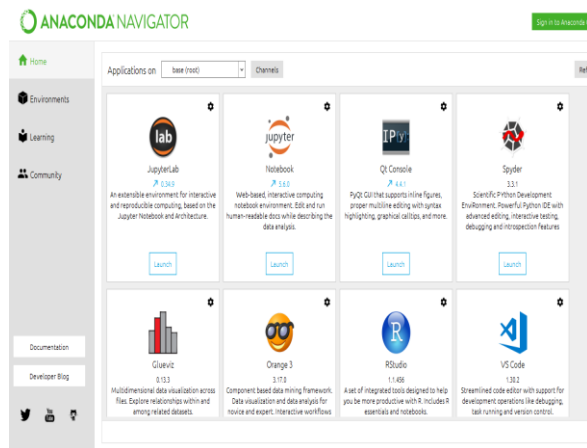 ANACONDA NAVIGATOR
Sign in to Anaconda
Home
Environments
Learning
Community
Documentation
Developer Blog
Applications on
base (root)
Channels
Ref
lab
JupyterLab
0.34.9
An extensible environment for interactive
and reproducible computing, based on the
Jupyter Notebook and Architecture.
Launch
jupyter
Notebook
5.6.0
Web-based, interactive computing
notebook environment. Edit and run
human-readable docs while describing the
data analysis.
Launch
IP[y]:
Qt Console
4.4.1
PyQt GUI that supports inline figures,
proper multiline editing with syntax
highlighting, graphical calltips, and more.
Launch
Spyder
3.3.1
Scientific PYthon Development
EnviRonment. Powerful Python IDE with
advanced editing, interactive testing,
debugging and introspection features
Launch
Glueviz
0.13.3
Multidimensional data visualization across
files. Explore relationships within and
among related datasets.
Orange 3
3.17.0
Component based data mining framework.
Data visualization and data analysis for
novice and expert. Interactive workflows
R
RStudio
1.1.456
A set of integrated tools designed to help
you be more productive with R. Includes R
essentials and notebooks.
VS Code
1.30.2
Streamlined code editor with support for
development operations like debugging,
task running and version control.